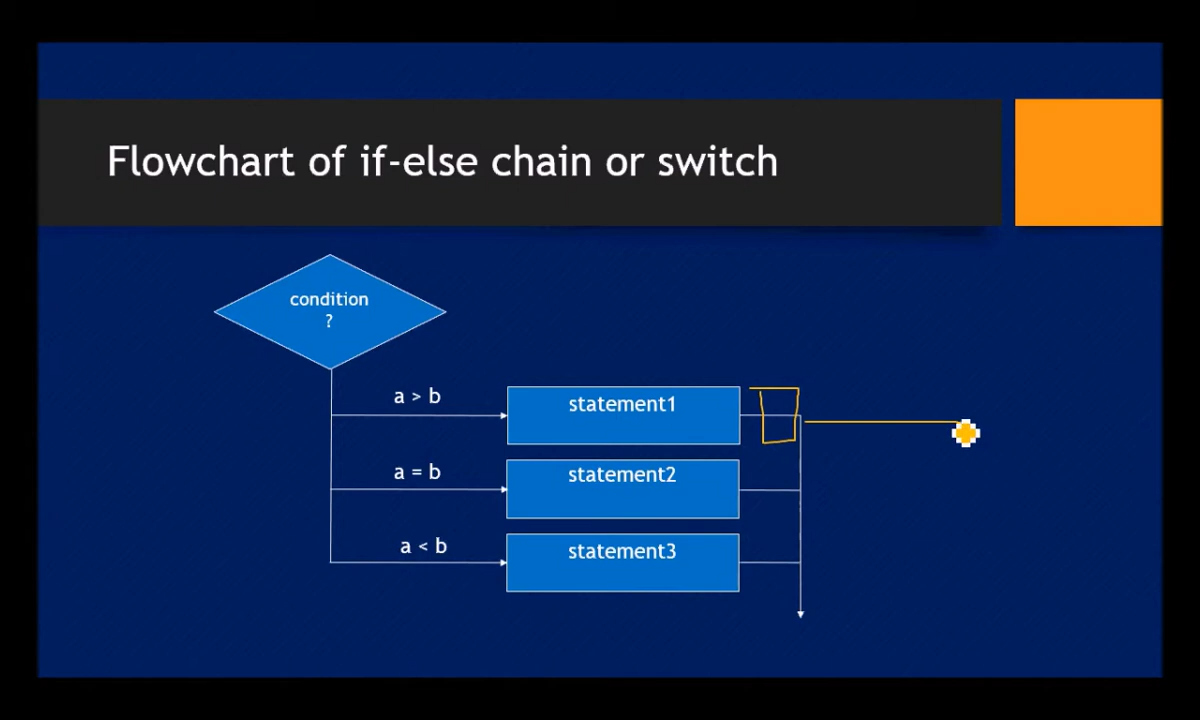 Flowchart of if-else chain or switch
condition
?
a > b
statement1
a = b
statement2
a < b
statement3